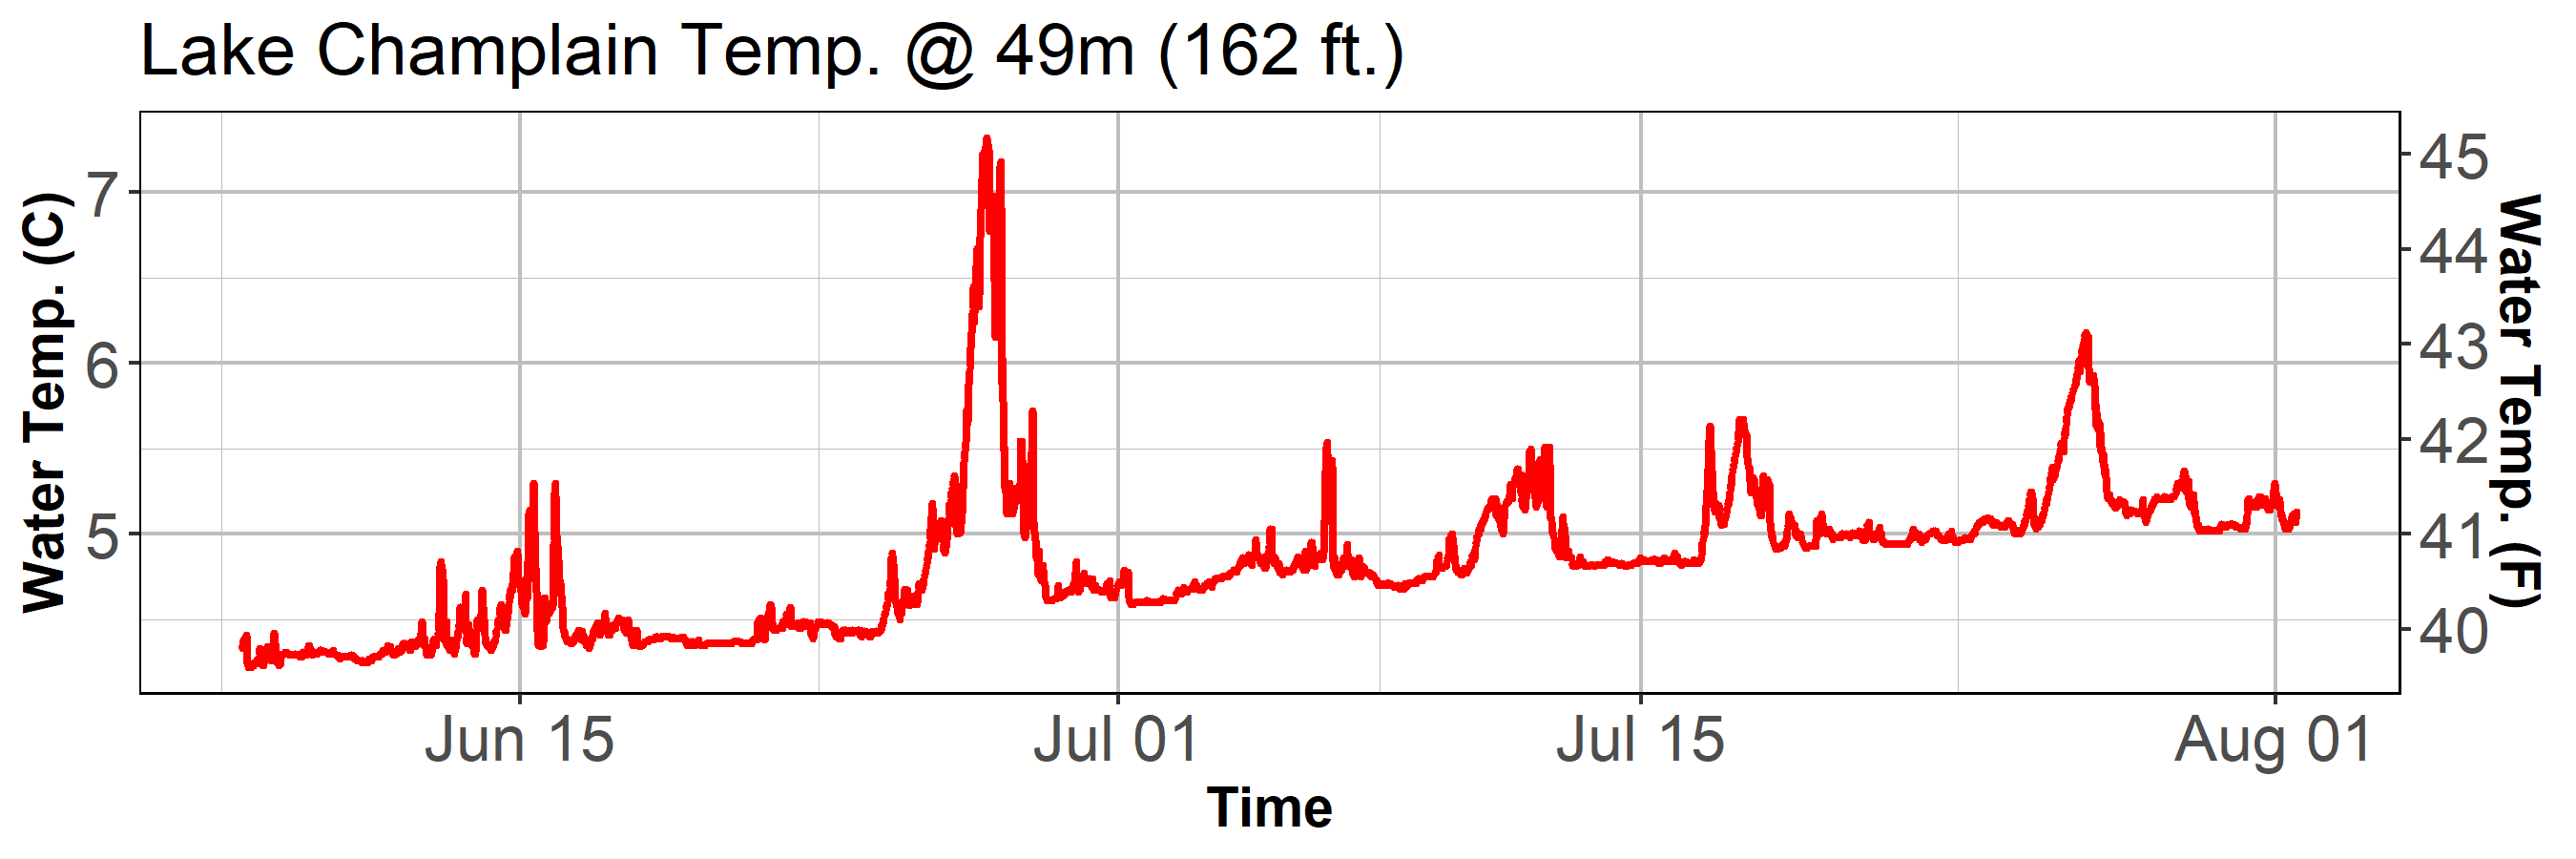 Lake Champlain Temp. @ 49m (162 ft.)
Water Temp. (C)
7
6
5
45
44
43
42
41
40
Water Temp. (F)
Jun 15 Jul 01 Jul 15 Aug 01
Time